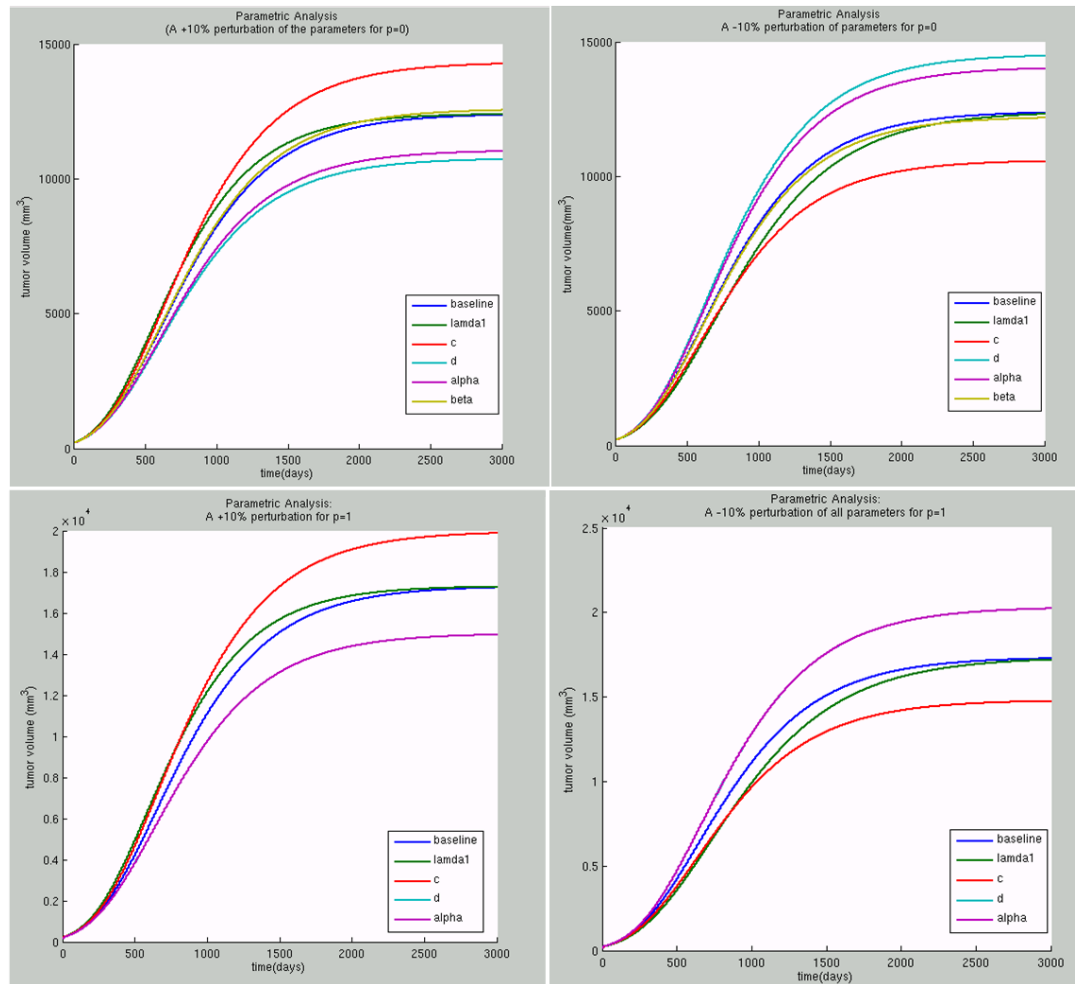 Parametric Analysis
(A +10% perturbation of the parameters for p=0)
15000
10000
5000
0
tumor volume (mm³)
baseline
lamda1
c
d
alpha
beta
0 500 1000 1500 2000 2500 3000
time(days)
Parametric Analysis
A −10% perturbation of parameters for p=0
15000
10000
5000
0
tumor volume(mm³)
baseline
lamda1
c
d
alpha
beta
0 500 1000 1500 2000 2500 3000
time(days)
Parametric Analysis:
A +10% perturbation for p=1
× 10⁴
2
1.8
1.6
1.4
1.2
1
0.8
0.6
0.4
0.2
0
tumor volume (mm³)
baseline
lamda1
c
d
alpha
0 500 1000 1500 2000 2500 3000
time(days)
Parametric Analysis:
A −10% perturbation of all parameters for p=1
× 10⁴
2.5
2
1.5
1
0.5
0
tumor volume (mm³)
baseline
lamda1
c
d
alpha
0 500 1000 1500 2000 2500 3000
time(days)